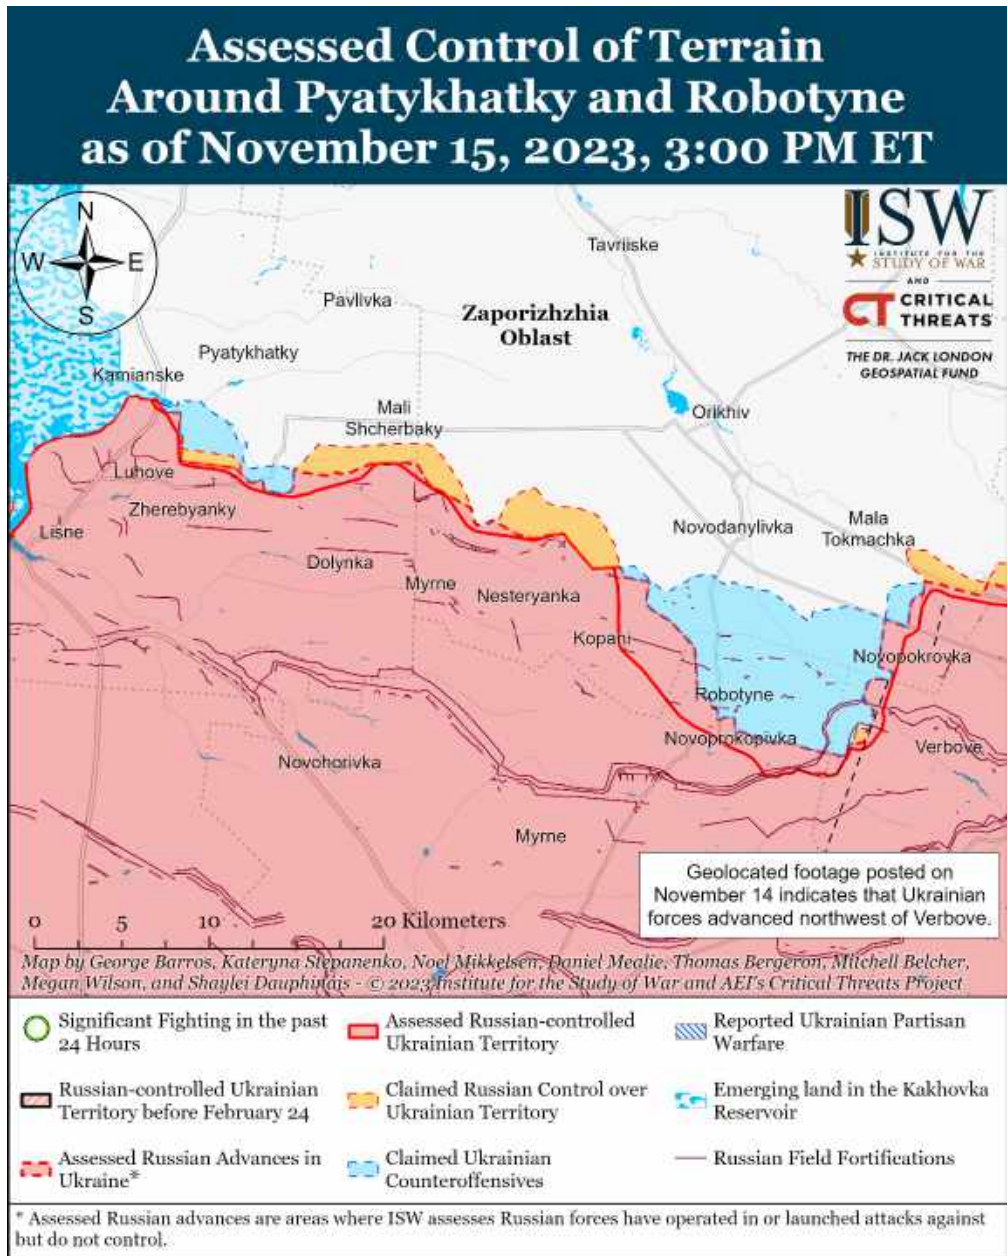 Assessed Control of Terrain
Around Pyatykhatky and Robotyne
as of November 15, 2023, 3:00 PM ET
N
W E
S
ISW
INSTITUTE FOR THE
STUDY OF WAR
AND
CT CRITICAL
THREATS
THE DR. JACK LONDON
GEOSPATIAL FUND
Tavriiske
Pavlivka
Zaporizhzhia
Oblast
Pyatykhatky
Kamianske
Mali
Shcherbaky
Orikhiv
Luhove
Zherebyanky
Lisne
Novodanylivka
Mala
Tokmachka
Dolynka
Myrne
Nesteryanka
Kopani
Novopokrovka
Robotyne
Novoprokopivka
Verbove
Novohorivka
Myrne
Geolocated footage posted on
November 14 indicates that Ukrainian
forces advanced northwest of Verbove.
0 5 10 20 Kilometers
Map by George Barros, Kateryna Stepanenko, Noel Mikkelsen, Daniel Mealie, Thomas Bergeron, Mitchell Belcher,
Megan Wilson, and Shaylei Dauphinais - © 2023 Institute for the Study of War and AEI's Critical Threats Project
Significant Fighting in the past
24 Hours
Assessed Russian-controlled
Ukrainian Territory
Reported Ukrainian Partisan
Warfare
Russian-controlled Ukrainian
Territory before February 24
Claimed Russian Control over
Ukrainian Territory
Emerging land in the Kakhovka
Reservoir
Assessed Russian Advances in
Ukraine*
Claimed Ukrainian
Counteroffensives
Russian Field Fortifications
* Assessed Russian advances are areas where ISW assesses Russian forces have operated in or launched attacks against
but do not control.